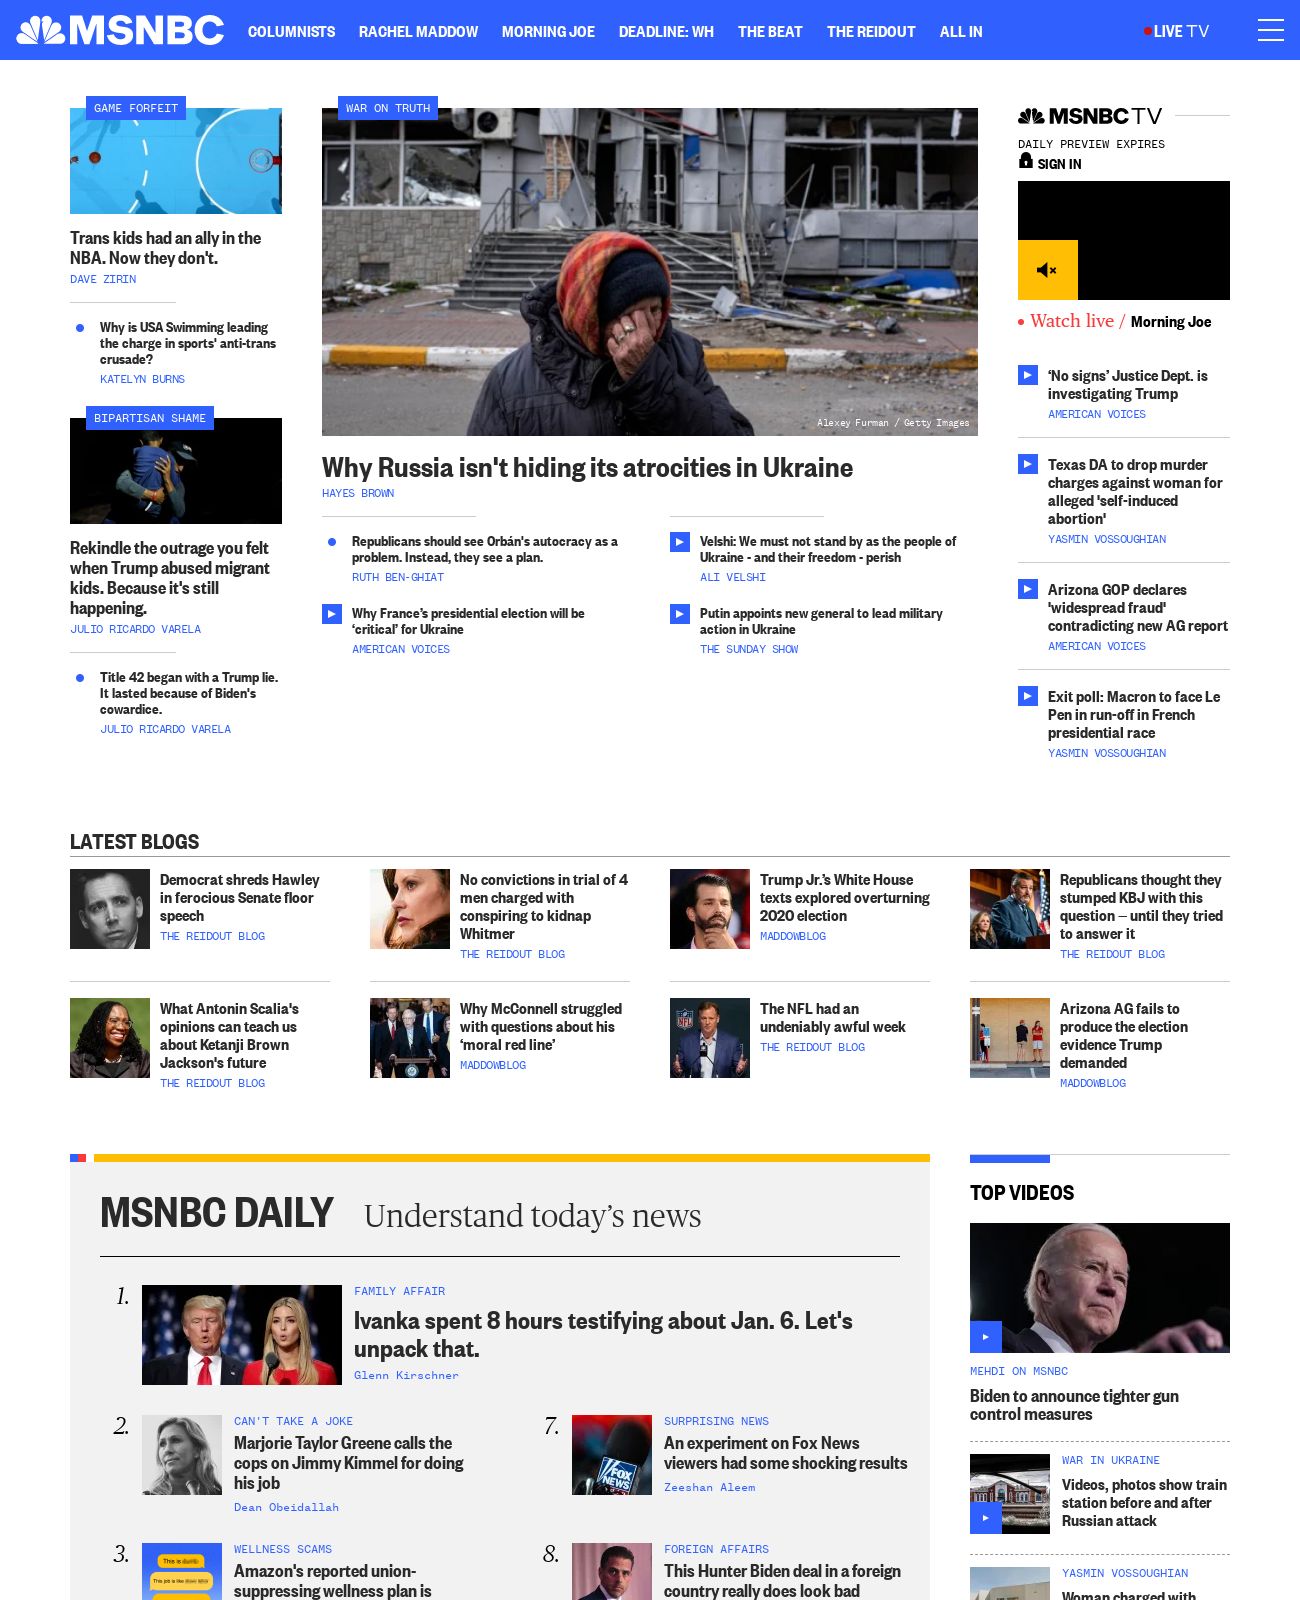 MSNBC
COLUMNISTS RACHEL MADDOW MORNING JOE DEADLINE: WH THE BEAT THE REIDOUT ALL IN
LIVE TV
GAME FORFEIT
Trans kids had an ally in the
NBA. Now they don't.
DAVE ZIRIN
Why is USA Swimming leading
the charge in sports' anti-trans
crusade?
KATELYN BURNS
BIPARTISAN SHAME
Rekindle the outrage you felt
when Trump abused migrant
kids. Because it's still
happening.
JULIO RICARDO VARELA
Title 42 began with a Trump lie.
It lasted because of Biden's
cowardice.
JULIO RICARDO VARELA
WAR ON TRUTH
Alexey Furman / Getty Images
Why Russia isn't hiding its atrocities in Ukraine
HAYES BROWN
Republicans should see Orbán's autocracy as a
problem. Instead, they see a plan.
RUTH BEN-GHIAT
Why France’s presidential election will be
‘critical’ for Ukraine
AMERICAN VOICES
Velshi: We must not stand by as the people of
Ukraine - and their freedom - perish
ALI VELSHI
Putin appoints new general to lead military
action in Ukraine
THE SUNDAY SHOW
MSNBC TV
DAILY PREVIEW EXPIRES
SIGN IN
Watch live / Morning Joe
‘No signs’ Justice Dept. is
investigating Trump
AMERICAN VOICES
Texas DA to drop murder
charges against woman for
alleged 'self-induced
abortion'
YASMIN VOSSOUGHIAN
Arizona GOP declares
'widespread fraud'
contradicting new AG report
AMERICAN VOICES
Exit poll: Macron to face Le
Pen in run-off in French
presidential race
YASMIN VOSSOUGHIAN
LATEST BLOGS
Democrat shreds Hawley
in ferocious Senate floor
speech
THE REIDOUT BLOG
No convictions in trial of 4
men charged with
conspiring to kidnap
Whitmer
THE REIDOUT BLOG
Trump Jr.’s White House
texts explored overturning
2020 election
MADDOWBLOG
Republicans thought they
stumped KBJ with this
question — until they tried
to answer it
THE REIDOUT BLOG
What Antonin Scalia's
opinions can teach us
about Ketanji Brown
Jackson's future
THE REIDOUT BLOG
Why McConnell struggled
with questions about his
‘moral red line’
MADDOWBLOG
NFL
The NFL had an
undeniably awful week
THE REIDOUT BLOG
Arizona AG fails to
produce the election
evidence Trump
demanded
MADDOWBLOG
MSNBC DAILY Understand today’s news
1.
FAMILY AFFAIR
Ivanka spent 8 hours testifying about Jan. 6. Let's
unpack that.
Glenn Kirschner
2.
CAN'T TAKE A JOKE
Marjorie Taylor Greene calls the
cops on Jimmy Kimmel for doing
his job
Dean Obeidallah
3.
WELLNESS SCAMS
Amazon's reported union-
suppressing wellness plan is
7.
FOX
NEWS
SURPRISING NEWS
An experiment on Fox News
viewers had some shocking results
Zeeshan Aleem
8.
FOREIGN AFFAIRS
This Hunter Biden deal in a foreign
country really does look bad
TOP VIDEOS
MEHDI ON MSNBC
Biden to announce tighter gun
control measures
WAR IN UKRAINE
Videos, photos show train
station before and after
Russian attack
YASMIN VOSSOUGHIAN
Woman charged with